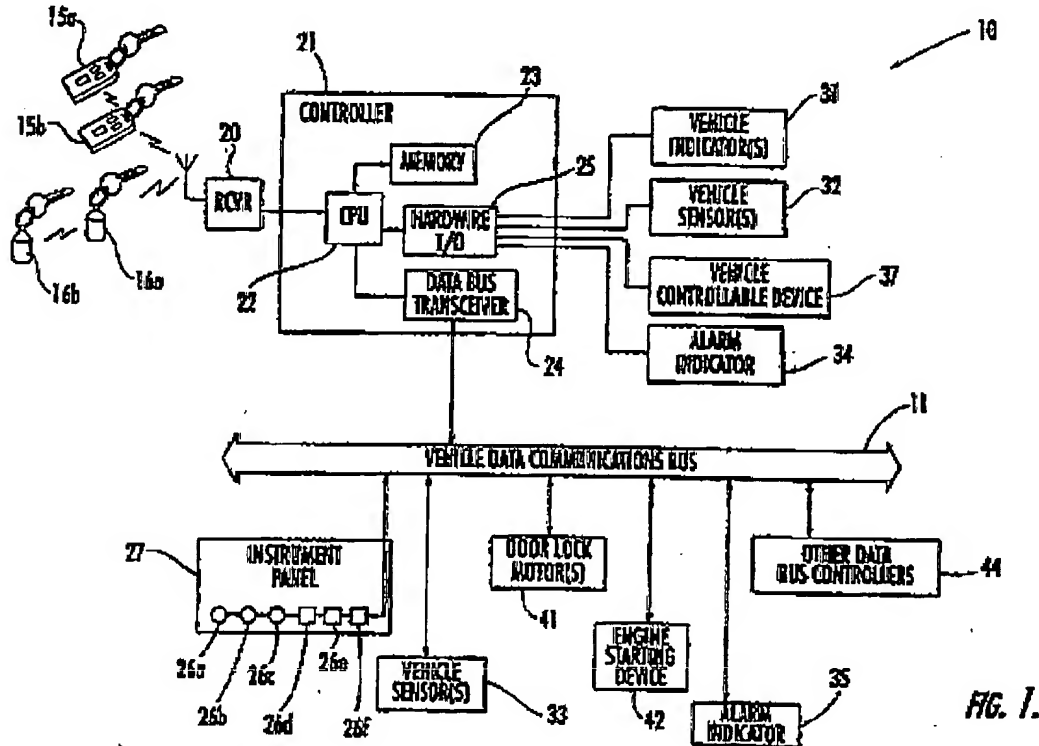 15a
21
10
CONTROLLER
23
31
VEHICLE
INDICATOR(S)
15b
20
MEMORY
25
32
VEHICLE
SENSOR(S)
RCVR
CPU
HARDWIRE
I/O
16b
16a
22
DATA BUS
TRANSCEIVER
VEHICLE
CONTROLLABLE DEVICE
37
24
ALARM
INDICATOR
34
11
VEHICLE DATA COMMUNICATIONS BUS
27
INSTRUMENT
PANEL
DOOR LOCK
MOTOR(S)
OTHER DATA
BUS CONTROLLERS
44
41
26a
26b
26c
26d
26e
26f
VEHICLE
SENSOR(S)
33
ENGINE
STARTING
DEVICE
42
35
ALARM
INDICATOR
FIG. 1.